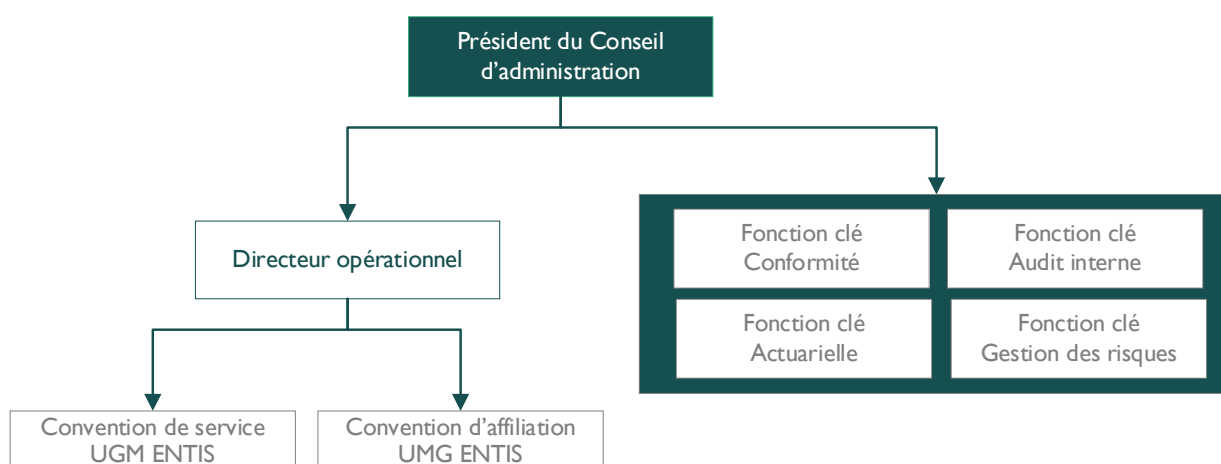 Président du Conseil
d’administration
Directeur opérationnel
Fonction clé
Conformité
Fonction clé
Audit interne
Fonction clé
Actuarielle
Fonction clé
Gestion des risques
Convention de service
UGM ENTIS
Convention d’affiliation
UMG ENTIS